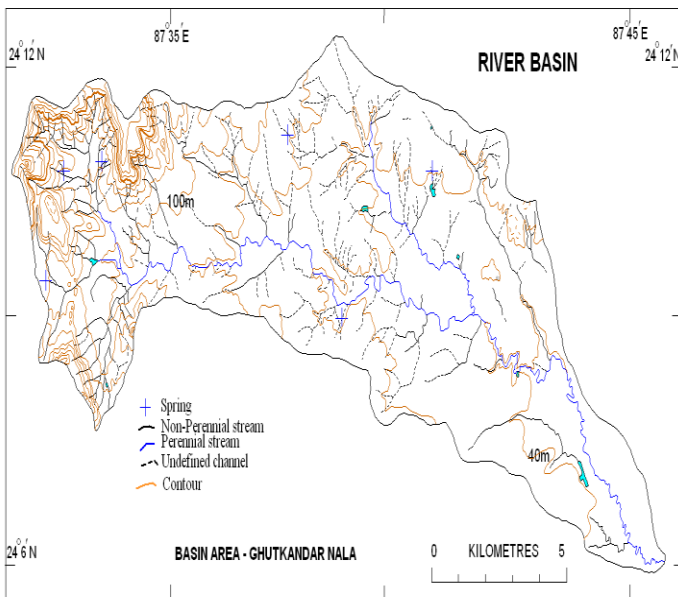 87° 35'
87° 45'
24° 12' N
24° 12' N
RIVER BASIN
100m
Spring
Non-Perennial stream
Perennial stream
Undefined channel
Contour
40m
24° 6' N
BASIN AREA - GHUTKANDAR NALA
0 KILOMETRES 5